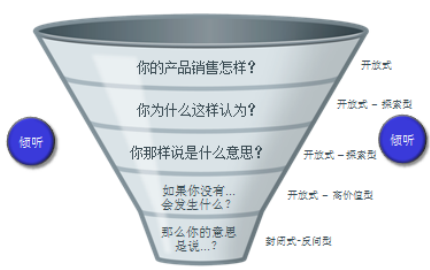 你的产品销售怎样？
开放式
你为什么这样认为？
开放式 – 探索型
倾听
倾听
你那样说是什么意思？
开放式 –探索型
如果你没有...
会发生什么？
开放式 – 高价值型
那么你的意思
是说...？
封闭式-反问型